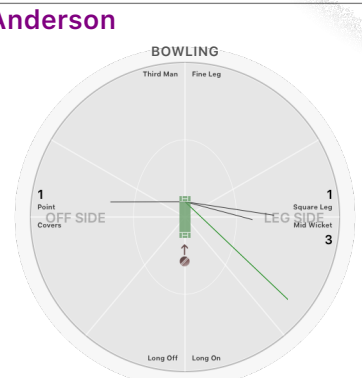 Anderson
BOWLING
Third Man
Fine Leg
1
Point
OFF SIDE
Covers
1
Square Leg
LEG SIDE
Mid Wicket
3
Long Off
Long On